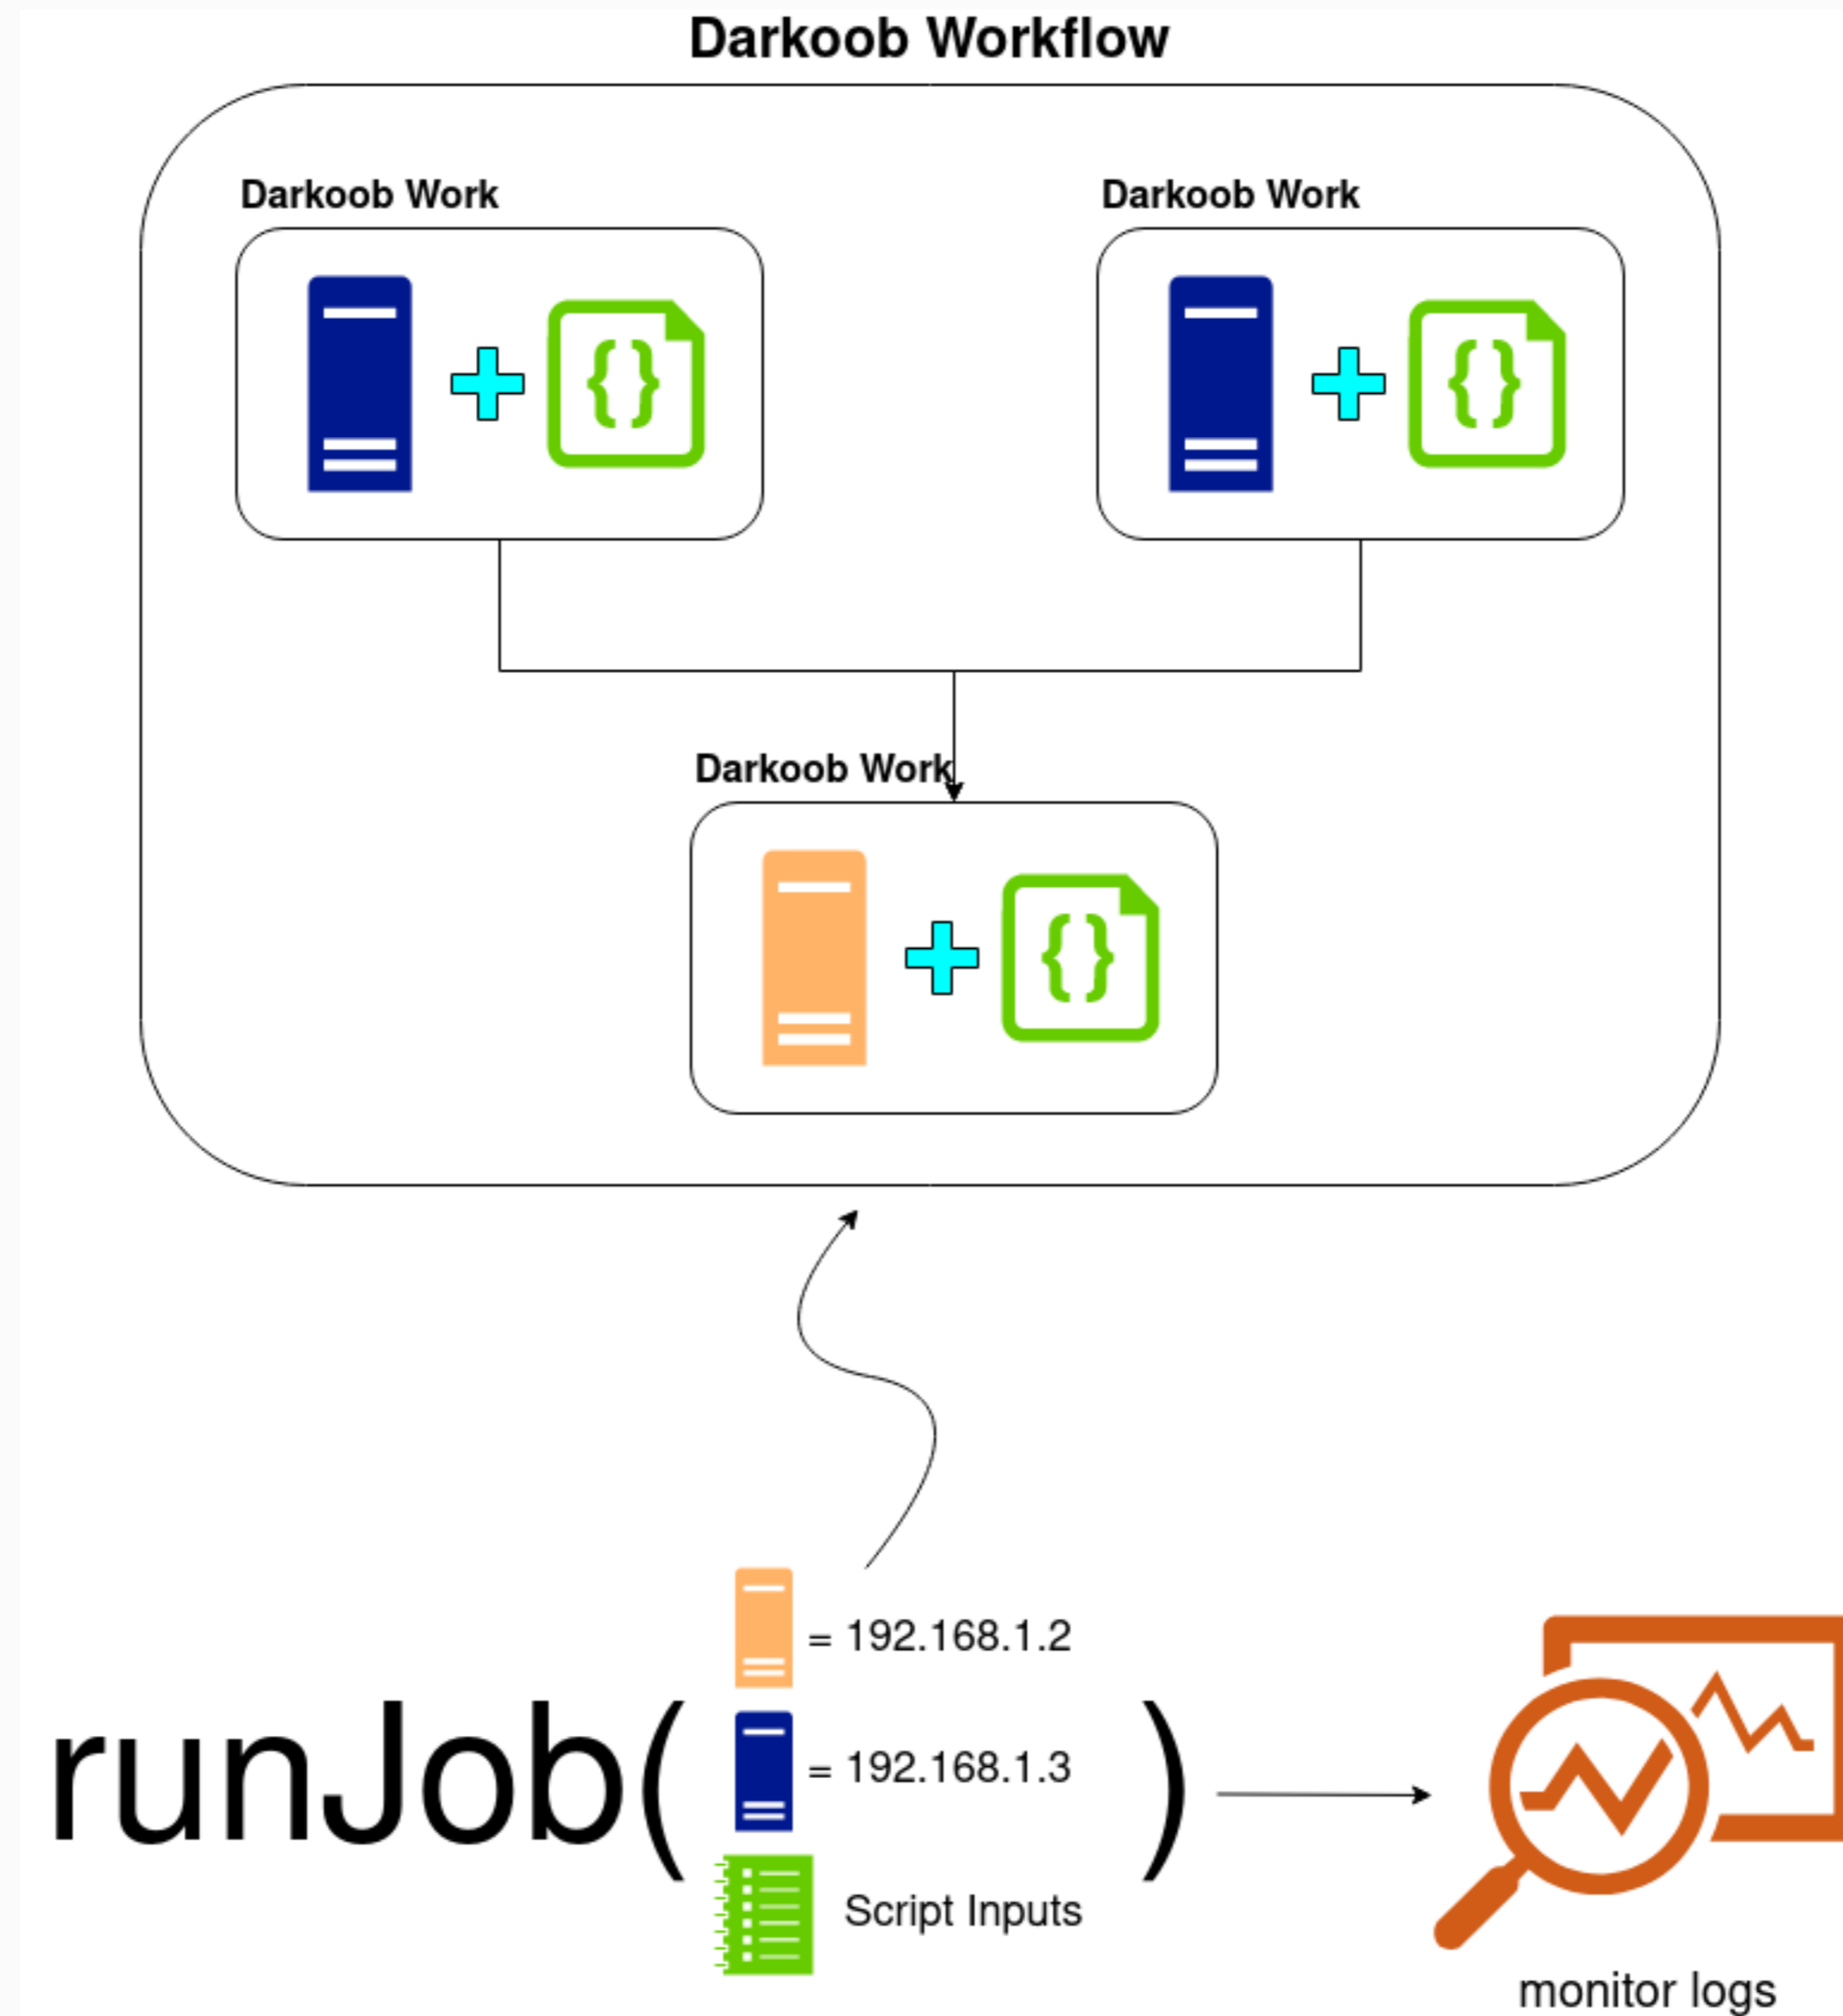 Darkoob Workflow
Darkoob Work
Darkoob Work
{}
{}
Darkoob Work
{}
= 192.168.1.2
runJob(
= 192.168.1.3
)
Script Inputs
monitor logs